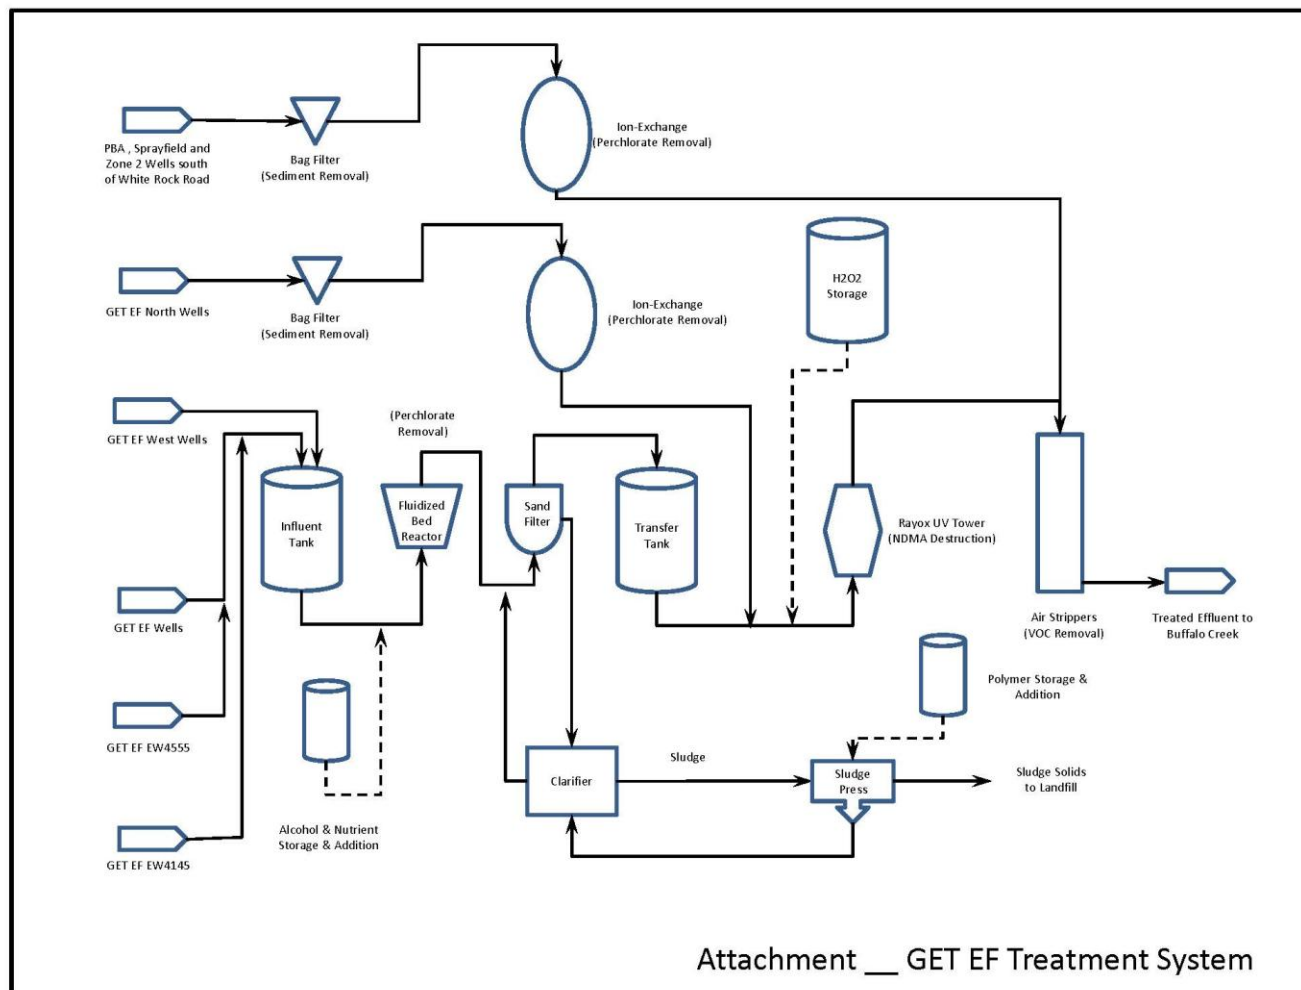 PBA , Sprayfield and
Zone 2 Wells south
of White Rock Road
Bag Filter
(Sediment Removal)
Ion-Exchange
(Perchlorate Removal)
GET EF North Wells
Bag Filter
(Sediment Removal)
Ion-Exchange
(Perchlorate Removal)
H2O2
Storage
GET EF West Wells
(Perchlorate
Removal)
Influent
Tank
Fluidized
Bed
Reactor
Sand
Filter
Transfer
Tank
Rayox UV Tower
(NDMA Destruction)
GET EF Wells
Air Strippers
(VOC Removal)
Treated Effluent to
Buffalo Creek
Polymer Storage &
Addition
GET EF EW4555
Clarifier
Sludge
Sludge
Press
Sludge Solids
to Landfill
Alcohol & Nutrient
Storage & Addition
GET EF EW4145
Attachment __ GET EF Treatment System